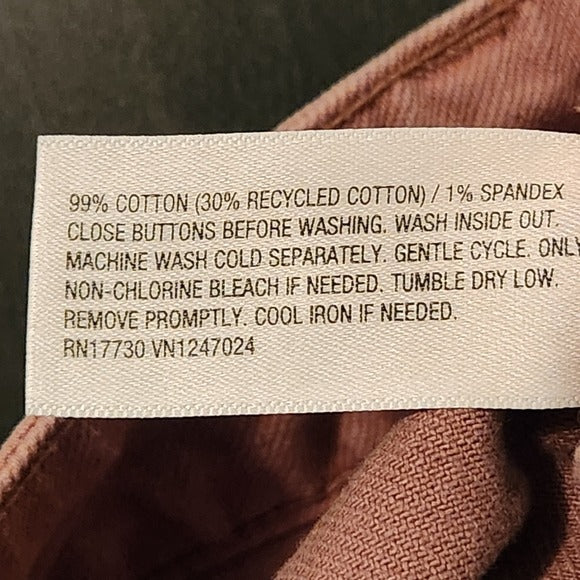 99% COTTON (30% RECYCLED COTTON) / 1% SPANDEX
CLOSE BUTTONS BEFORE WASHING. WASH INSIDE OUT.
MACHINE WASH COLD SEPARATELY. GENTLE CYCLE. ONLY
NON-CHLORINE BLEACH IF NEEDED. TUMBLE DRY LOW.
REMOVE PROMPTLY. COOL IRON IF NEEDED.
RN17730 VN1247024